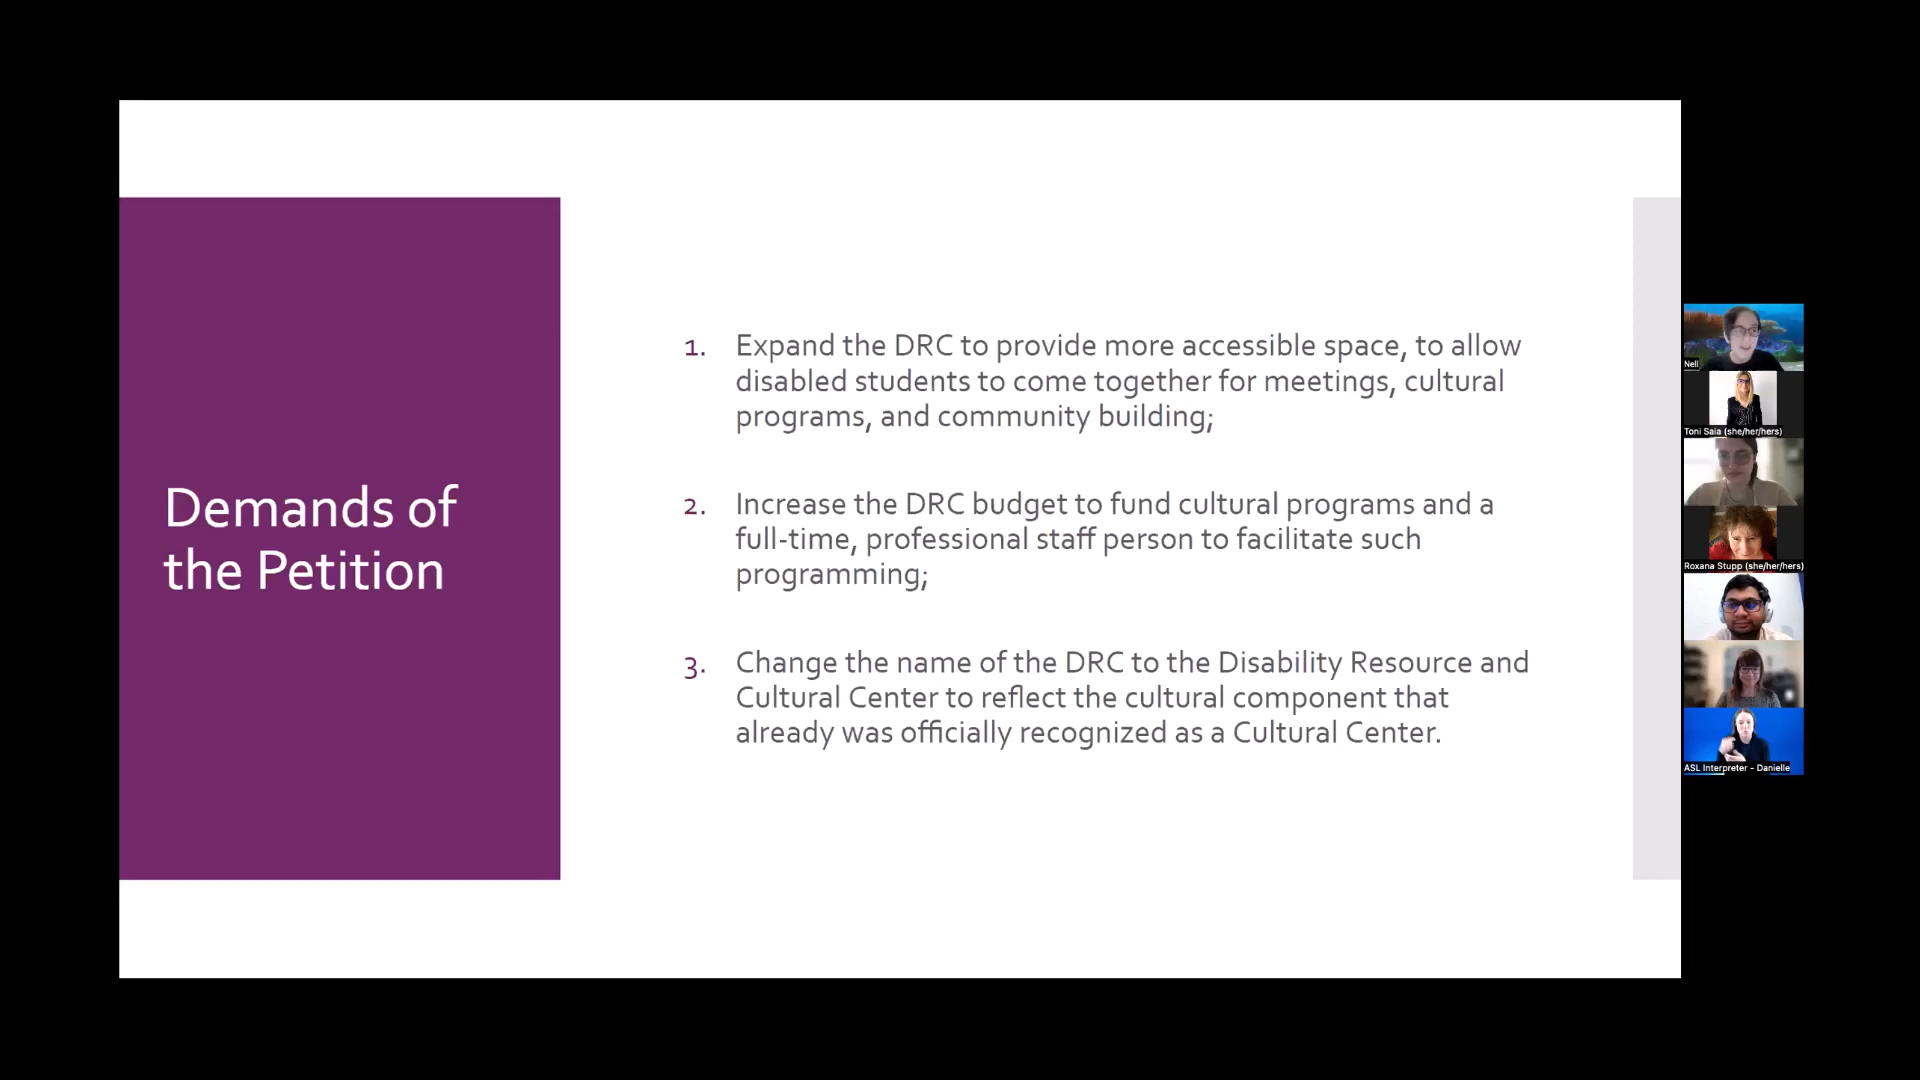 Demands of
the Petition
1. Expand the DRC to provide more accessible space, to allow
disabled students to come together for meetings, cultural
programs, and community building;
2. Increase the DRC budget to fund cultural programs and a
full-time, professional staff person to facilitate such
programming;
3. Change the name of the DRC to the Disability Resource and
Cultural Center to reflect the cultural component that
already was officially recognized as a Cultural Center.
Nell
Toni Saia (she/her/hers)
Roxana Stupp (she/her/hers)
ASL Interpreter - Danielle